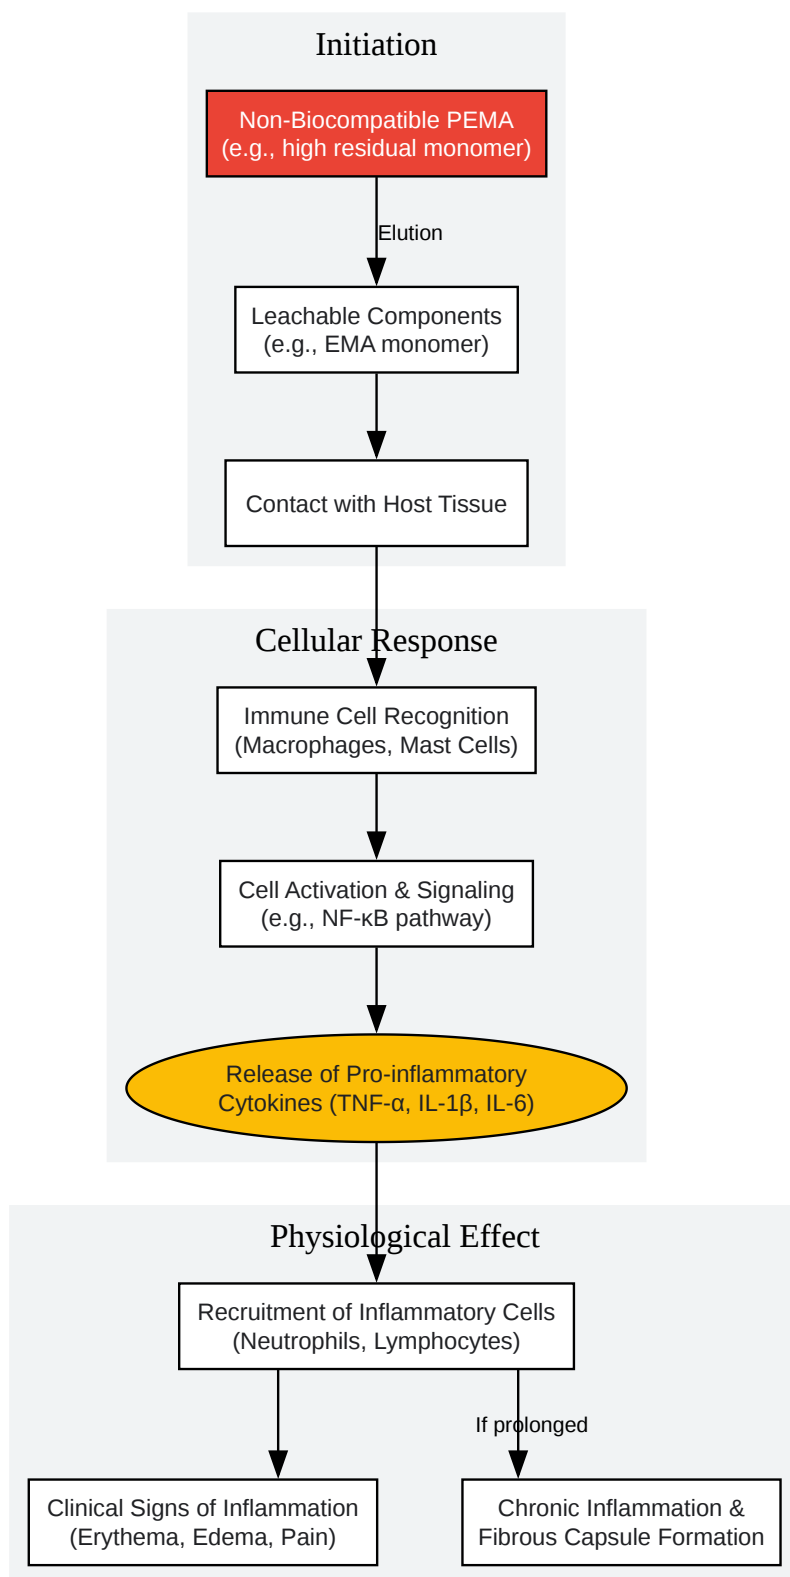 Initiation
Non-Biocompatible PEMA
(e.g., high residual monomer)
Elution
Leachable Components
(e.g., EMA monomer)
Contact with Host Tissue
Cellular Response
Immune Cell Recognition
(Macrophages, Mast Cells)
Cell Activation & Signaling
(e.g., NF-κB pathway)
Release of Pro-inflammatory
Cytokines (TNF-α, IL-1β, IL-6)
Physiological Effect
Recruitment of Inflammatory Cells
(Neutrophils, Lymphocytes)
If prolonged
Clinical Signs of Inflammation
(Erythema, Edema, Pain)
Chronic Inflammation &
Fibrous Capsule Formation